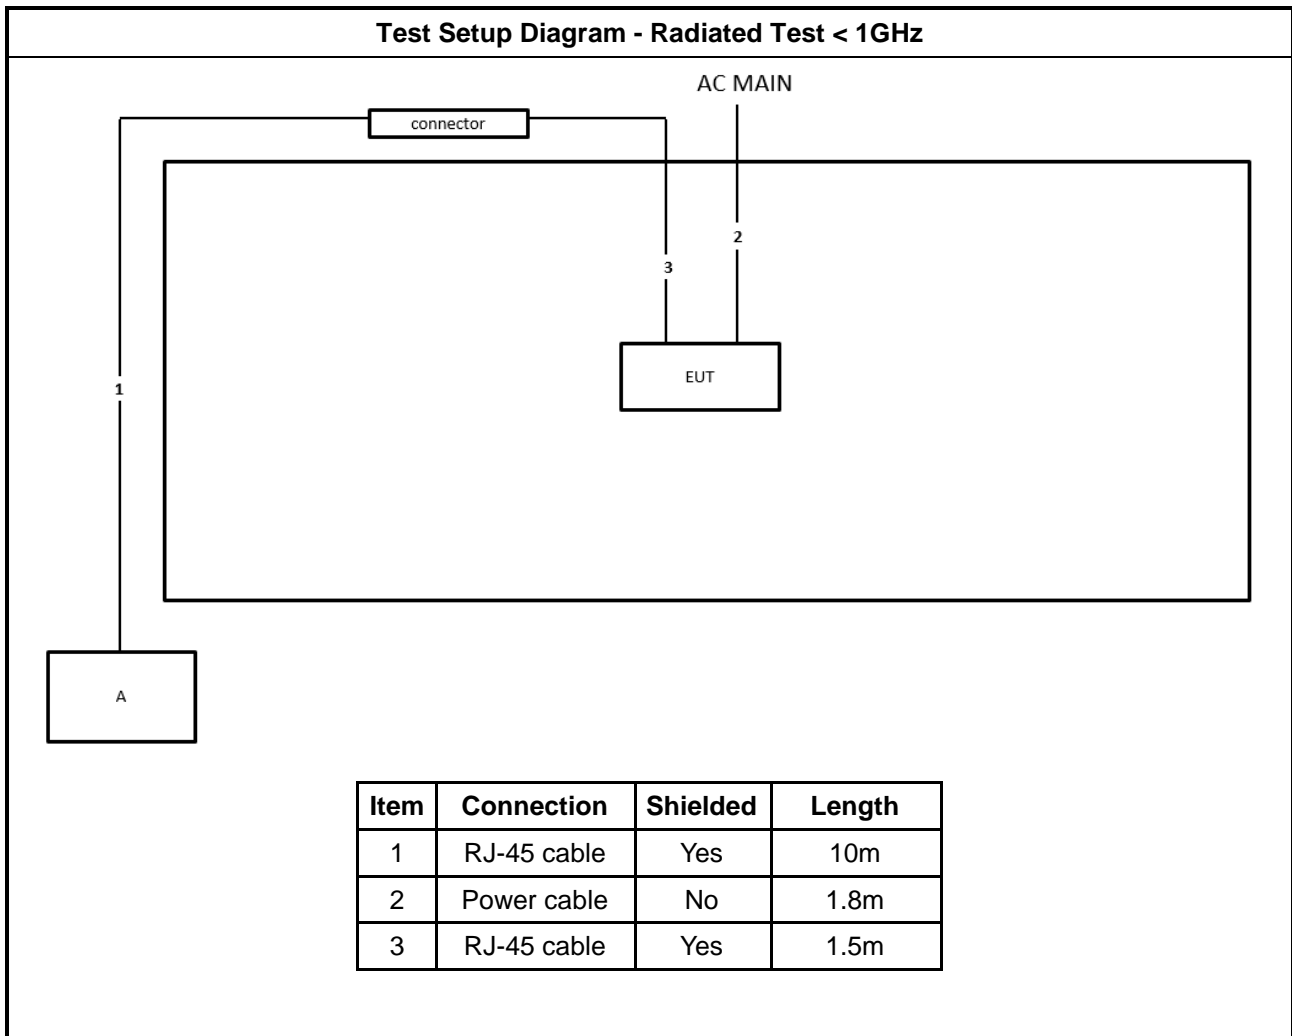 Test Setup Diagram - Radiated Test < 1GHz
AC MAIN
connector
2
3
EUT
1
A
Item Connection Shielded Length
1 RJ-45 cable Yes 10m
2 Power cable No 1.8m
3 RJ-45 cable Yes 1.5m